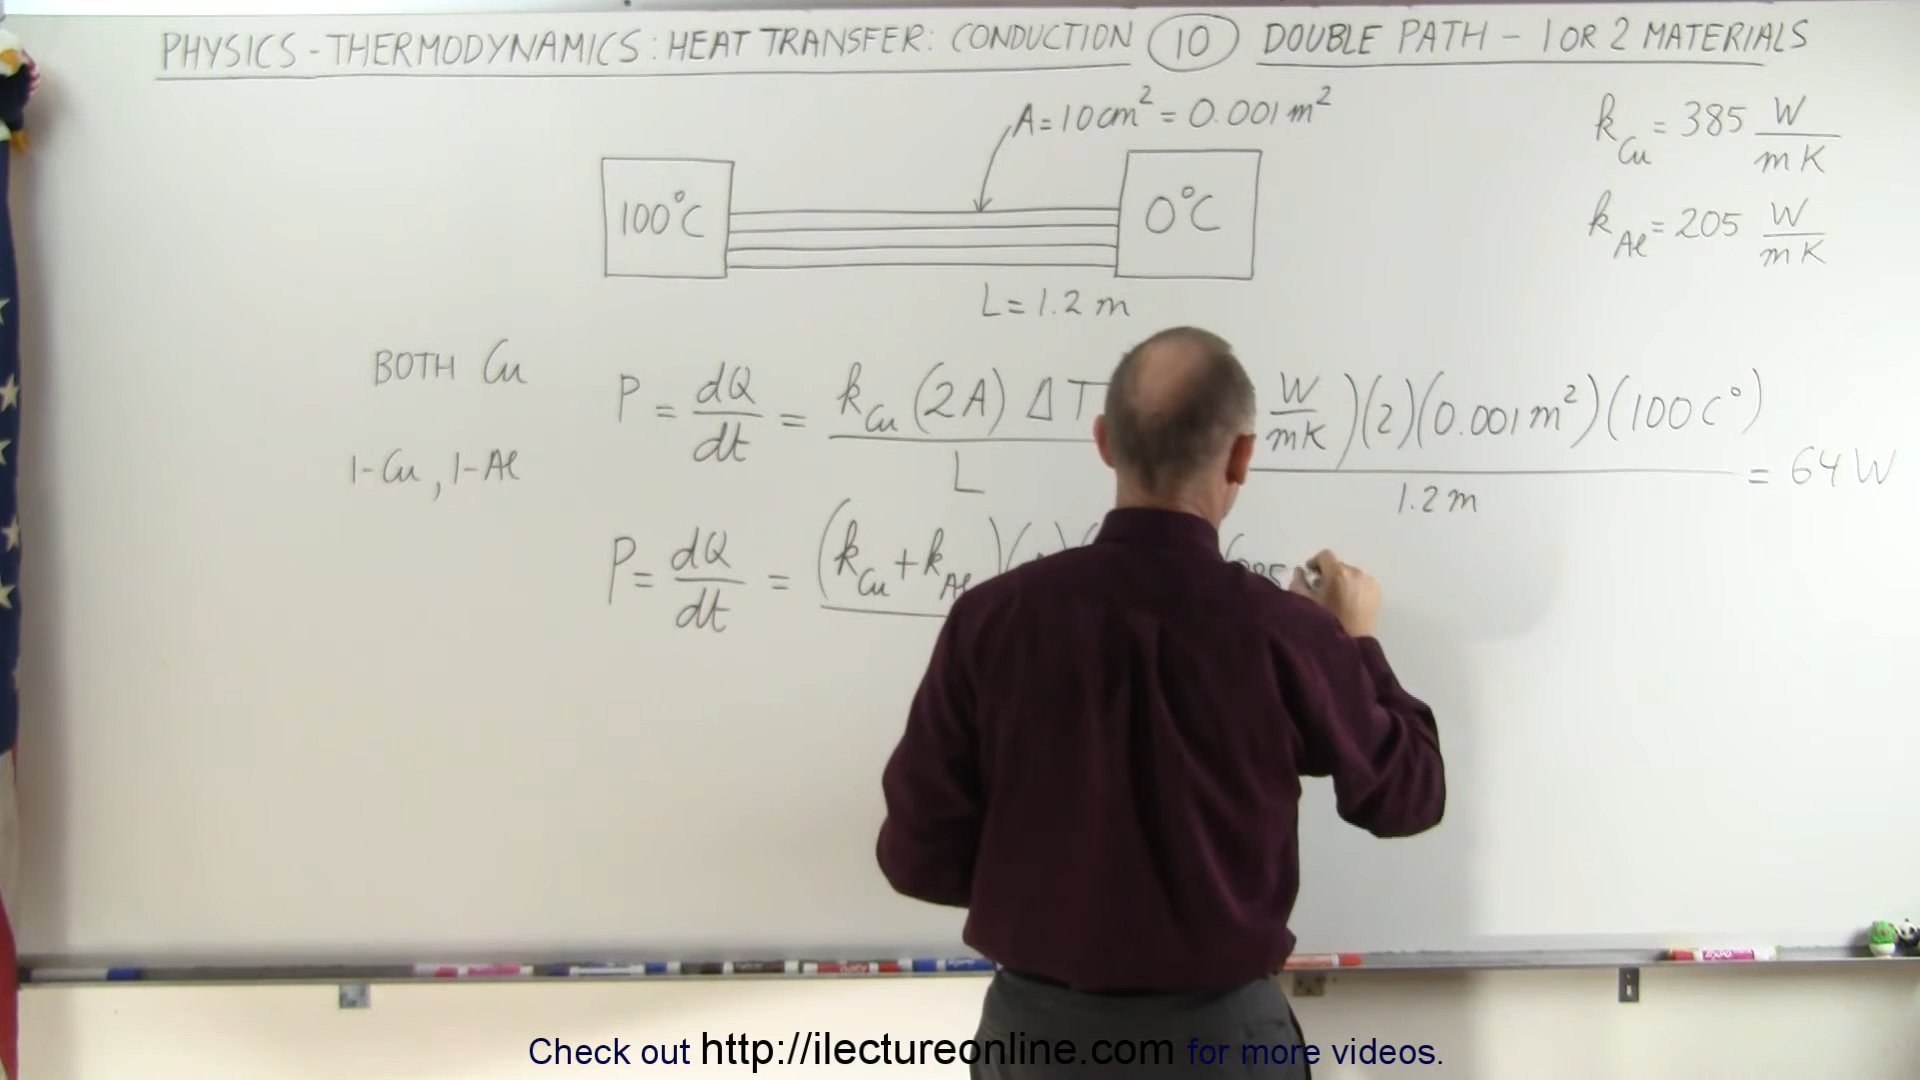 PHYSICS - THERMODYNAMICS: HEAT TRANSFER: CONDUCTION 10 DOUBLE PATH - 1 OR 2 MATERIALS
A = 10 cm² = 0.001 m²
k_Cu = 385 W/mK
100°C
0°C
k_Al = 205 W/mK
L = 1.2 m
BOTH Cu
P = dQ/dt = k_Cu (2A) ΔT / L
W/mK)(2)(0.001 m²)(100 C°) / 1.2 m = 64 W
1-Cu, 1-Al
P = dQ/dt = (k_Cu + k_Al)(
Check out http://ilectureonline.com for more videos.